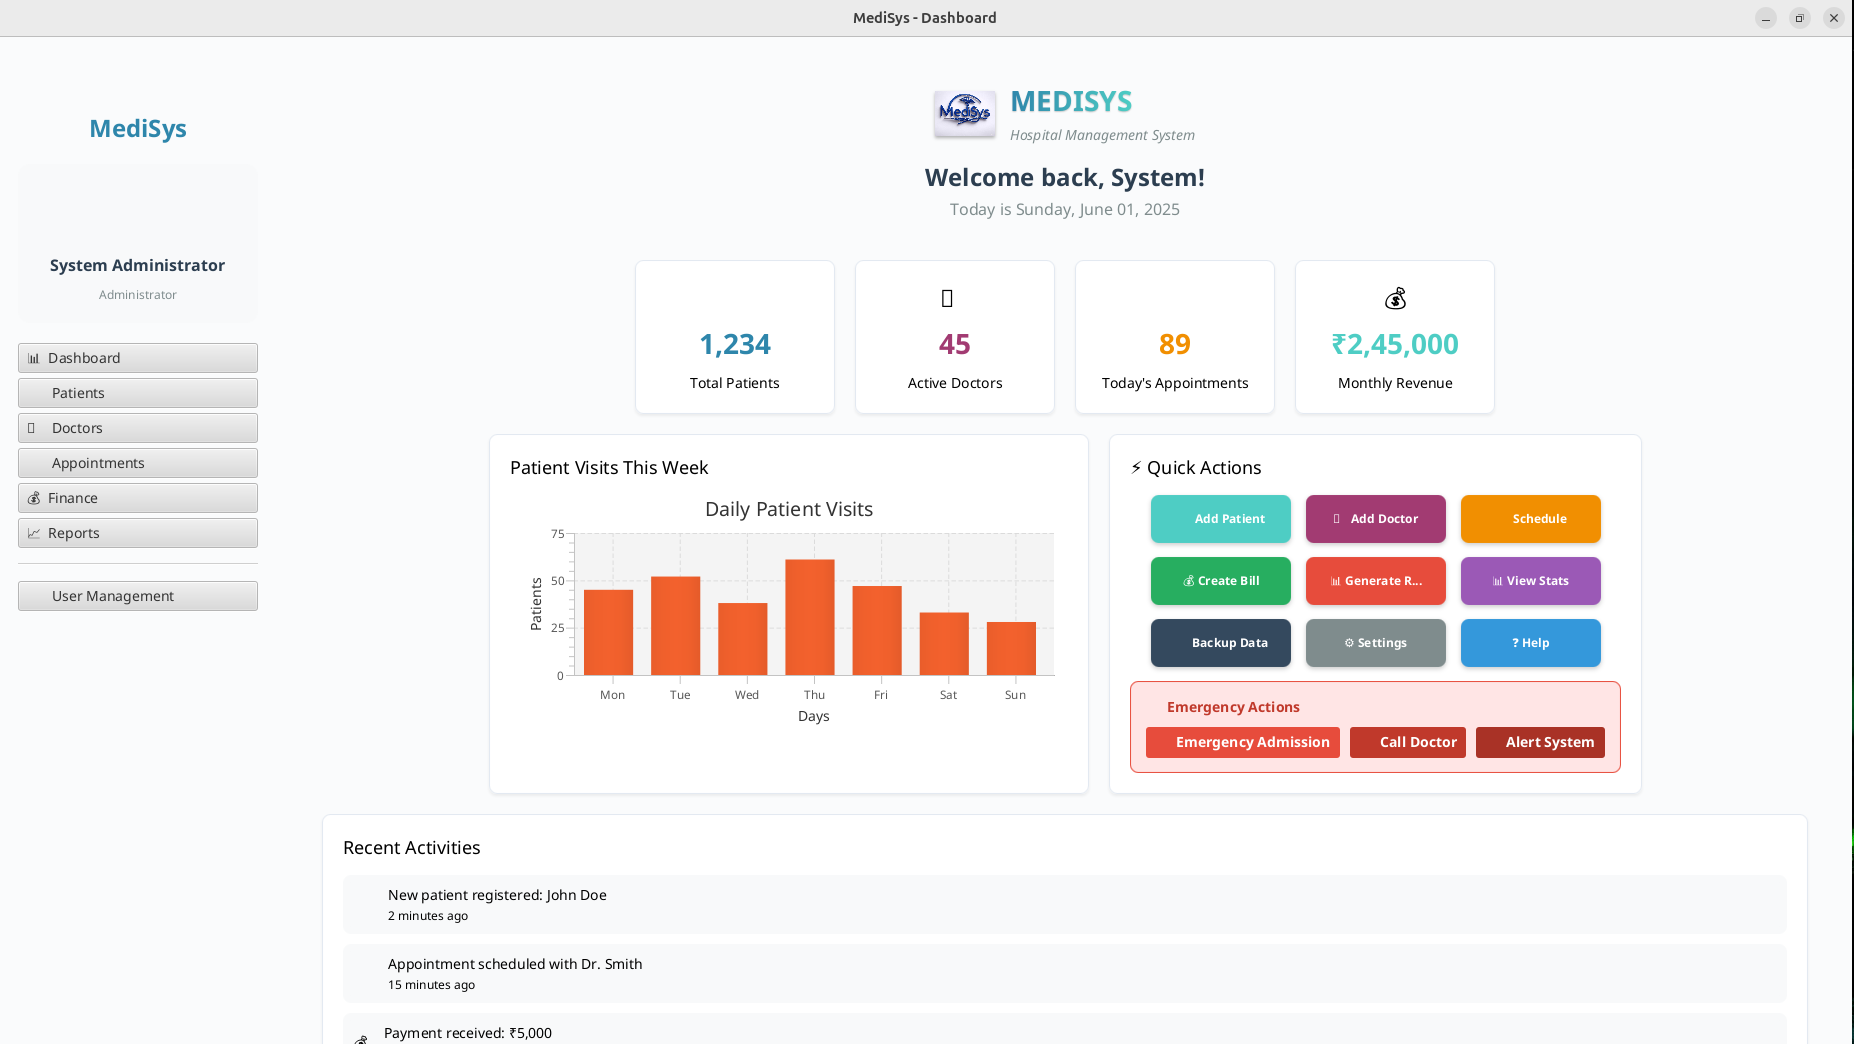 MediSys - Dashboard
MediSys
System Administrator
Administrator
Dashboard
Patients
Doctors
Appointments
Finance
Reports
User Management
MediSys
MEDISYS
Hospital Management System
Welcome back, System!
Today is Sunday, June 01, 2025
1,234
Total Patients
45
Active Doctors
89
Today's Appointments
₹2,45,000
Monthly Revenue
Patient Visits This Week
Daily Patient Visits
75
50
25
0
Patients
Mon Tue Wed Thu Fri Sat Sun
Days
⚡ Quick Actions
Add Patient
Add Doctor
Schedule
Create Bill
Generate R...
View Stats
Backup Data
⚙ Settings
? Help
Emergency Actions
Emergency Admission
Call Doctor
Alert System
Recent Activities
New patient registered: John Doe
2 minutes ago
Appointment scheduled with Dr. Smith
15 minutes ago
Payment received: ₹5,000